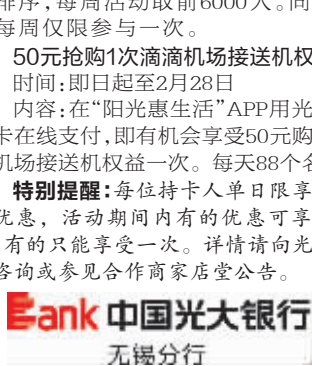 排序，每周活动取前6000人。同
每周仅限参与一次。
50元抢购1次滴滴机场接送机权
时间：即日起至2月28日
内容：在“阳光惠生活”APP用光
卡在线支付，即有机会享受50元购
机场接送机权益一次。每天88个名
特别提醒：每位持卡人单日限享
优惠，活动期间内有的优惠可享
有的只能享受一次。详情请向光
咨询或参见合作商家店堂公告。
Bank 中国光大银行
无锡分行